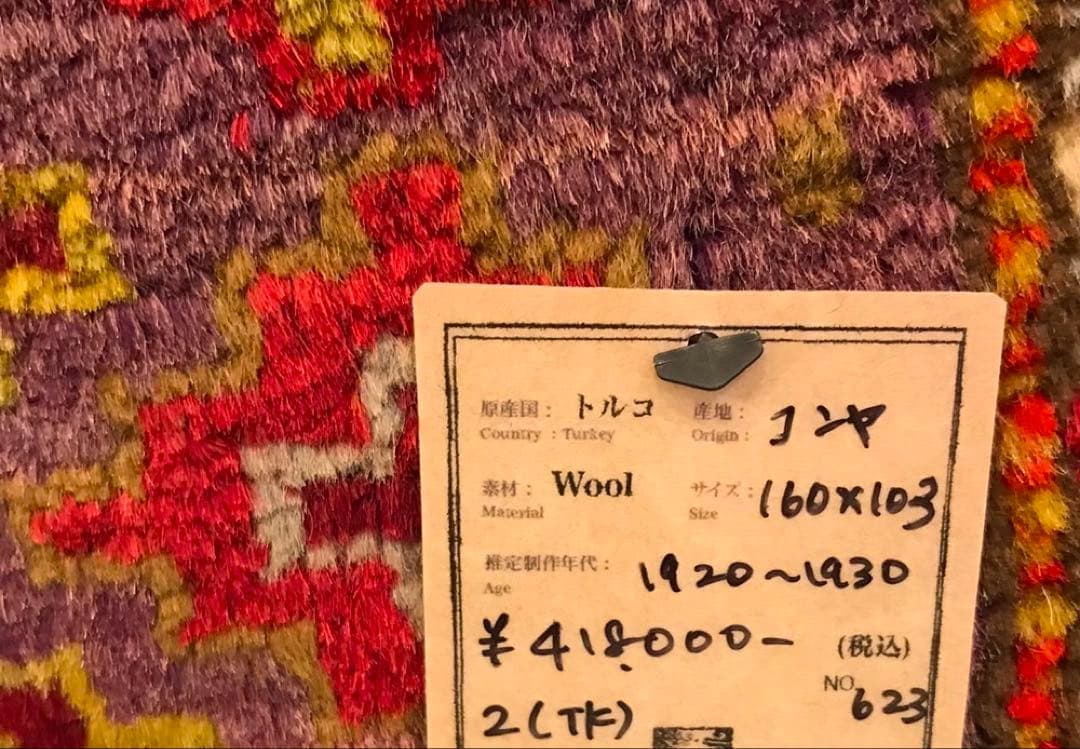 原産国： トルコ 産地： コンヤ
Country : Turkey Origin :
素材： Wool サイズ： 160×103
Material Size
推定制作年代： 1920～1930
Age
¥418.000- (税込)
NO. 623
2(TK)